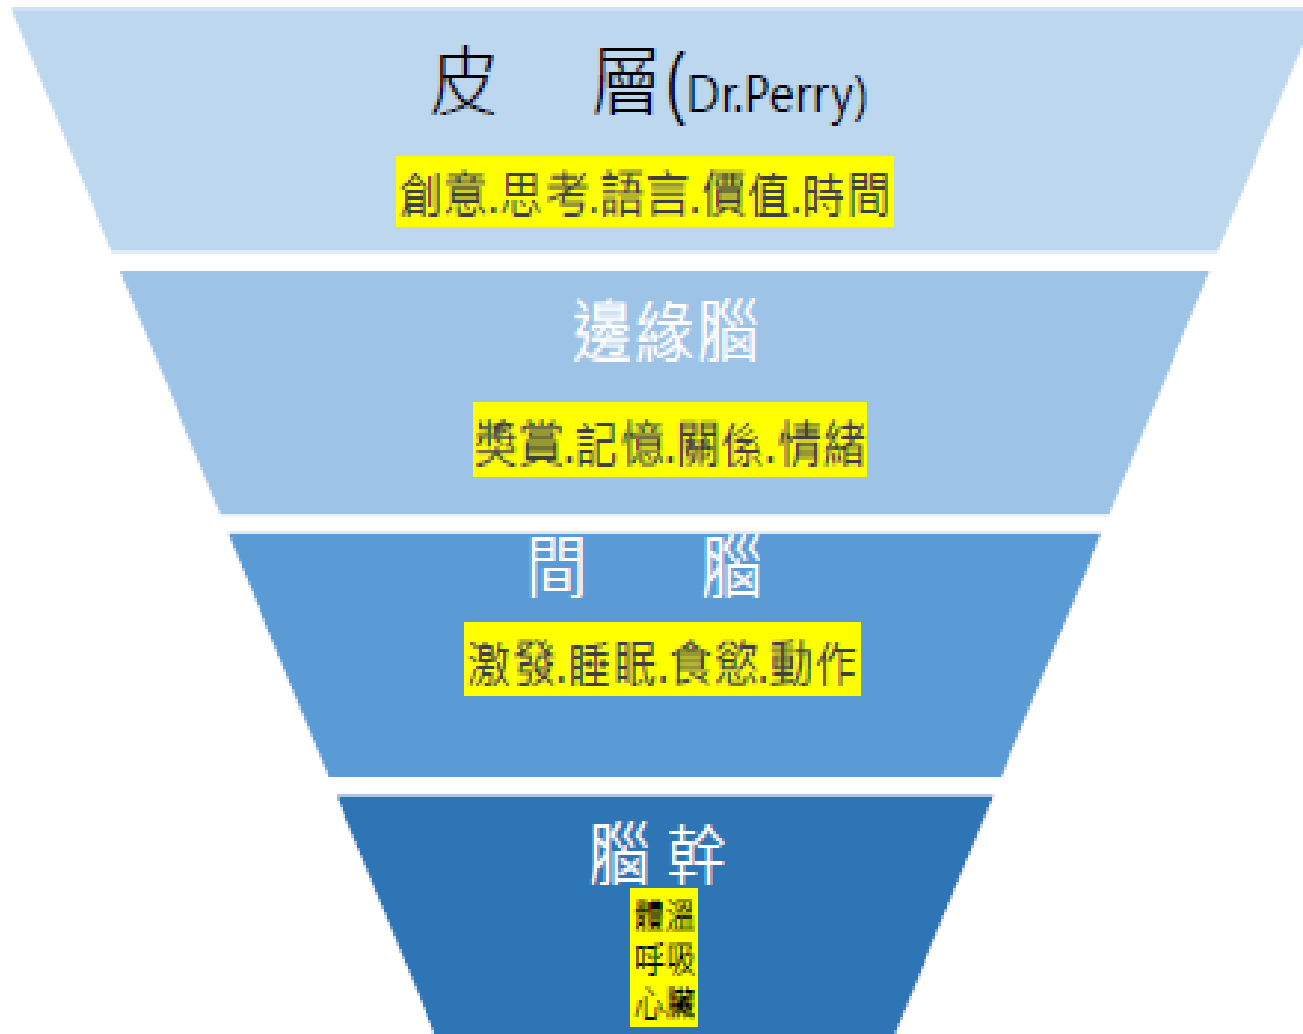 皮 層(Dr.Perry)
創意.思考.語言.價值.時間
邊緣腦
獎賞.記憶.關係.情緒
間 腦
激發.睡眠.食慾.動作
腦 幹
體溫
呼吸
心臟